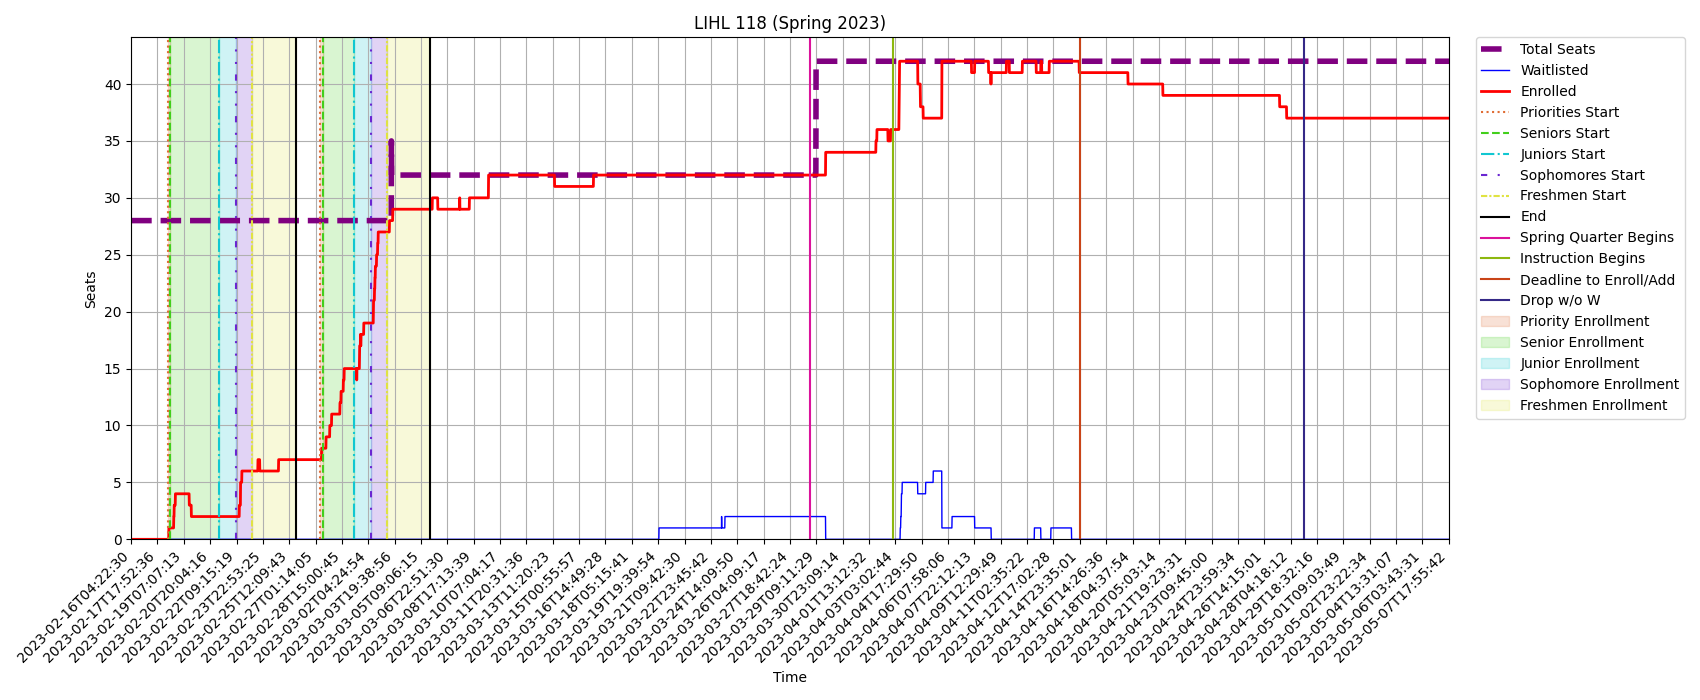 LIHL 118 (Spring 2023)
Seats
40
35
30
25
20
15
10
5
0
2023-02-16T04:22:30
2023-02-17T17:52:36
2023-02-19T07:07:13
2023-02-20T20:04:16
2023-02-22T09:15:19
2023-02-23T22:53:25
2023-02-25T12:09:43
2023-02-27T01:14:05
2023-02-28T15:00:45
2023-03-02T04:24:54
2023-03-03T19:38:56
2023-03-05T09:06:15
2023-03-06T22:51:30
2023-03-08T17:13:39
2023-03-10T07:04:17
2023-03-11T20:31:36
2023-03-13T11:20:23
2023-03-15T00:55:57
2023-03-16T14:49:28
2023-03-18T05:15:41
2023-03-19T19:39:54
2023-03-21T09:42:30
2023-03-22T23:45:42
2023-03-24T14:09:50
2023-03-26T04:09:17
2023-03-27T18:42:24
2023-03-29T09:11:29
2023-03-30T23:09:14
2023-04-01T13:12:32
2023-04-03T03:02:44
2023-04-04T17:29:50
2023-04-06T07:58:06
2023-04-07T22:12:13
2023-04-09T12:29:49
2023-04-11T02:35:22
2023-04-12T17:02:28
2023-04-14T23:35:01
2023-04-16T14:26:36
2023-04-18T04:37:54
2023-04-20T05:03:14
2023-04-21T19:23:31
2023-04-23T09:45:00
2023-04-24T23:59:34
2023-04-26T14:15:01
2023-04-28T04:18:12
2023-04-29T18:32:16
2023-05-01T09:03:49
2023-05-02T23:22:34
2023-05-04T13:31:07
2023-05-06T03:43:31
2023-05-07T17:55:42
Time
Total Seats
Waitlisted
Enrolled
Priorities Start
Seniors Start
Juniors Start
Sophomores Start
Freshmen Start
End
Spring Quarter Begins
Instruction Begins
Deadline to Enroll/Add
Drop w/o W
Priority Enrollment
Senior Enrollment
Junior Enrollment
Sophomore Enrollment
Freshmen Enrollment